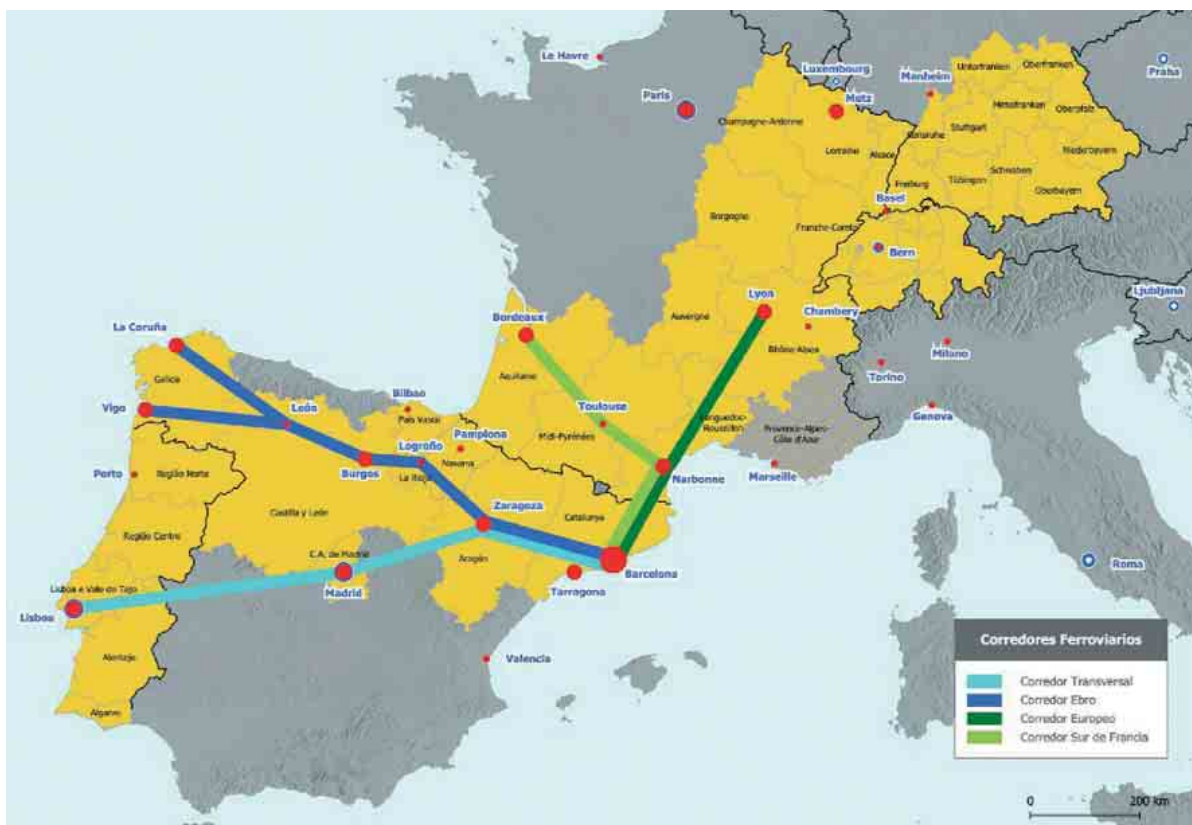 Le Havre
Luxembourg
Manheim
Unterfranken
Oberfranken
Praha
Paris
Metz
Champagne-Ardenne
Mittelfranken
Oberpfalz
Karlsruhe
Stuttgart
Lorraine
Alsace
Niederbayern
Freiburg
Tübingen
Schwaben
Oberbayern
Basel
Borgogne
Franche-Comte
Bern
Ljubljana
Lyon
Chambery
Bordeaux
Auvergne
La Coruña
Rhône-Alpes
Milano
Torino
Galicia
Aquitaine
Bilbao
León
Toulouse
Genova
Vigo
País Vasco
Languedoc-
Roussillon
Provence-Alpes-
Côte d'Azur
Pamplona
Midi-Pyrénées
Logroño
Navarra
Porto
Região Norte
Burgos
La Rioja
Narbonne
Marseille
Zaragoza
Castilla y León
Catalunya
Região Centro
C.A. de Madrid
Aragón
Roma
Barcelona
Lisboa e Vale do Tejo
Madrid
Tarragona
Lisboa
Corredores Ferroviarios
Alentejo
Valencia
Corredor Transversal
Corredor Ebro
Algarve
Corredor Europeo
Corredor Sur de Francia
0
200 km